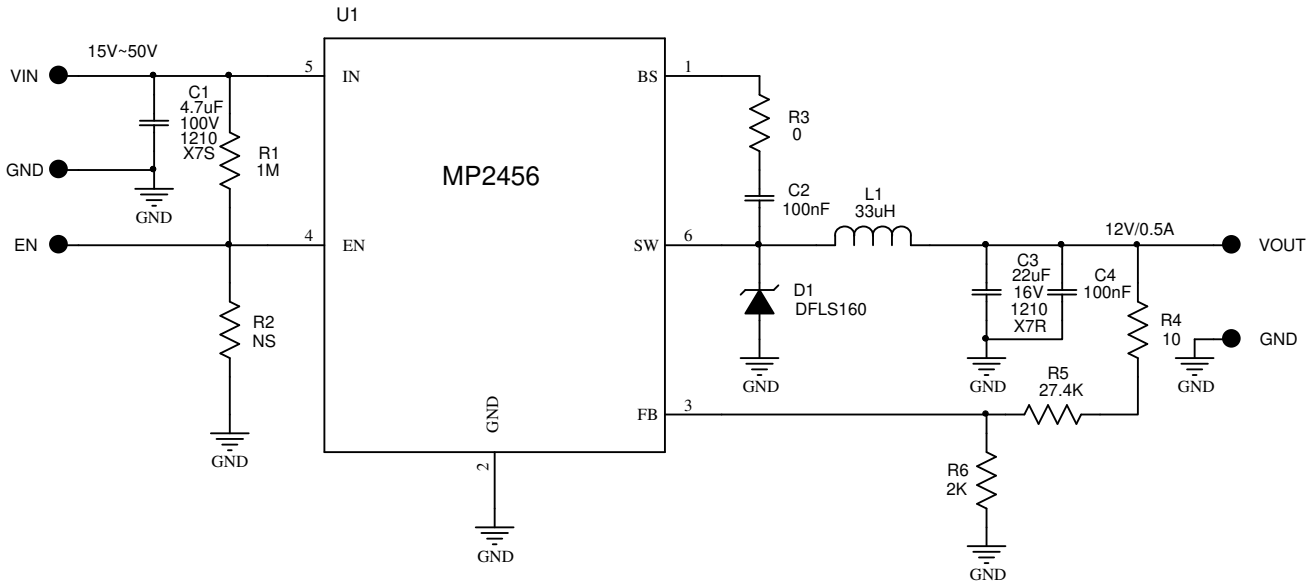 U1
15V~50V
VIN
5
IN
BS
1
C1
4.7uF
100V
1210
X7S
R3
0
GND
R1
1M
MP2456
C2
100nF
L1
33uH
GND
EN
4
EN
SW
6
12V/0.5A
VOUT
D1
DFLS160
C3
22uF
16V
1210
X7R
C4
100nF
R2
NS
R4
10
GND
GND
GND
GND
R5
27.4K
GND
FB
3
GND
2
R6
2K
GND
GND